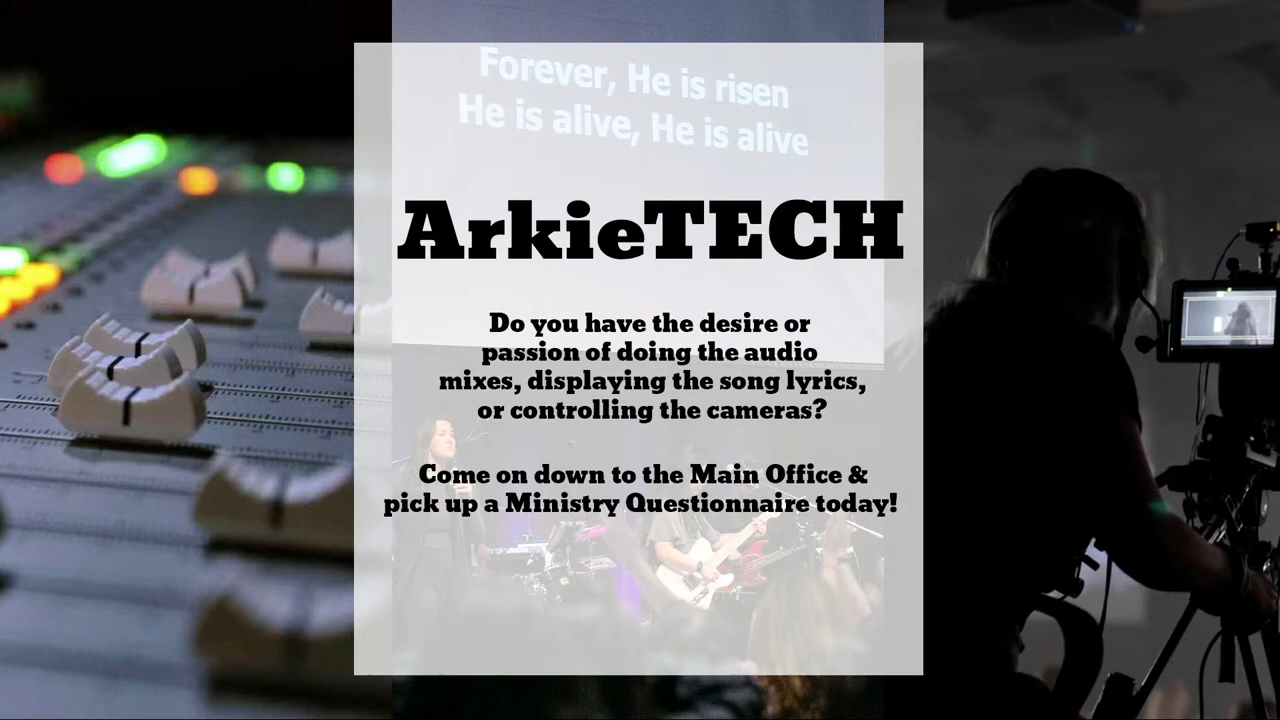 Forever, He is risen
He is alive, He is alive
ArkieTECH
Do you have the desire or
passion of doing the audio
mixes, displaying the song lyrics,
or controlling the cameras?
Come on down to the Main Office &
pick up a Ministry Questionnaire today!